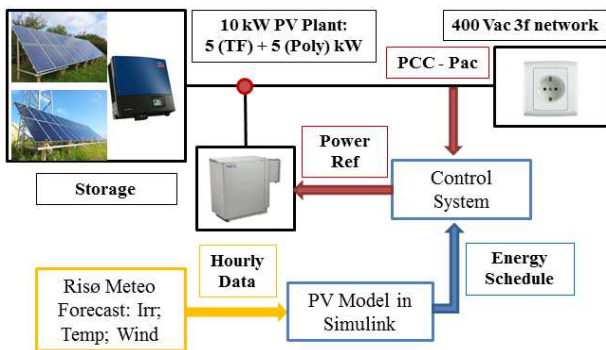 10 kW PV Plant:
5 (TF) + 5 (Poly) kW
400 Vac 3f network
PCC - Pac
Storage
Power
Ref
Control
System
Hourly
Data
Energy
Schedule
Risø Meteo
Forecast: Irr;
Temp; Wind
PV Model in
Simulink